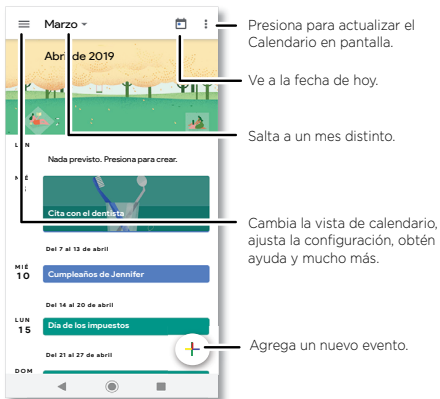 Marzo
Abril de 2019
LUN
Nada previsto. Presiona para crear.
MIÉ
Cita con el dentista
Del 7 al 13 de abril
MIÉ
10
Cumpleaños de Jennifer
Del 14 al 20 de abril
LUN
15
Día de los impuestos
Del 21 al 27 de abril
DOM
Presiona para actualizar el
Calendario en pantalla.
Ve a la fecha de hoy.
Salta a un mes distinto.
Cambia la vista de calendario,
ajusta la configuración, obtén
ayuda y mucho más.
Agrega un nuevo evento.